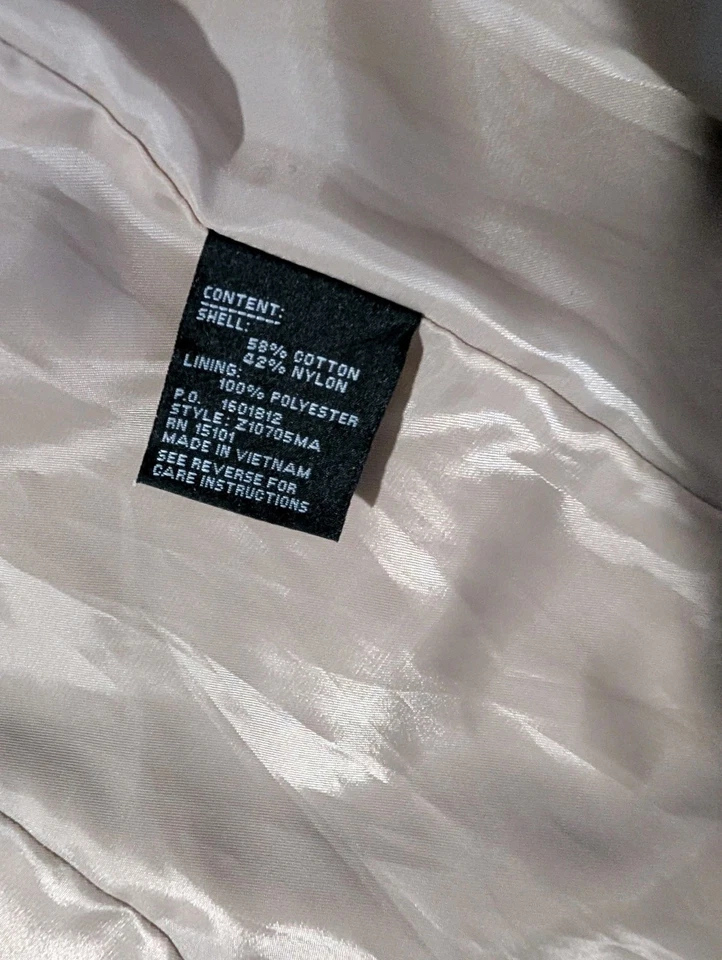 CONTENT:
SHELL:
58% COTTON
42% NYLON
LINING:
100% POLYESTER
P.O. 1601812
STYLE: Z10705MA
RN 15101
MADE IN VIETNAM
SEE REVERSE FOR
CARE INSTRUCTIONS